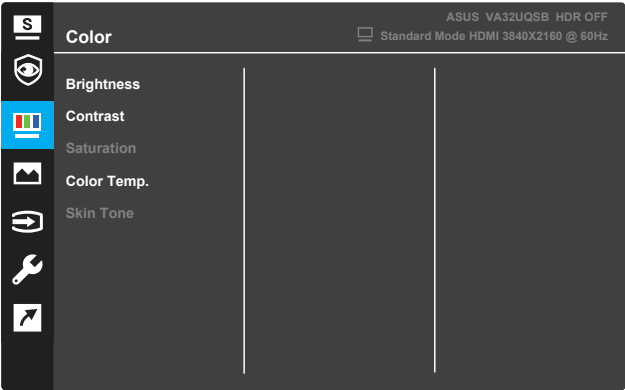 S
ASUS VA32UQSB HDR OFF
Color
Standard Mode HDMI 3840X2160 @ 60Hz
Brightness
Contrast
Saturation
Color Temp.
Skin Tone